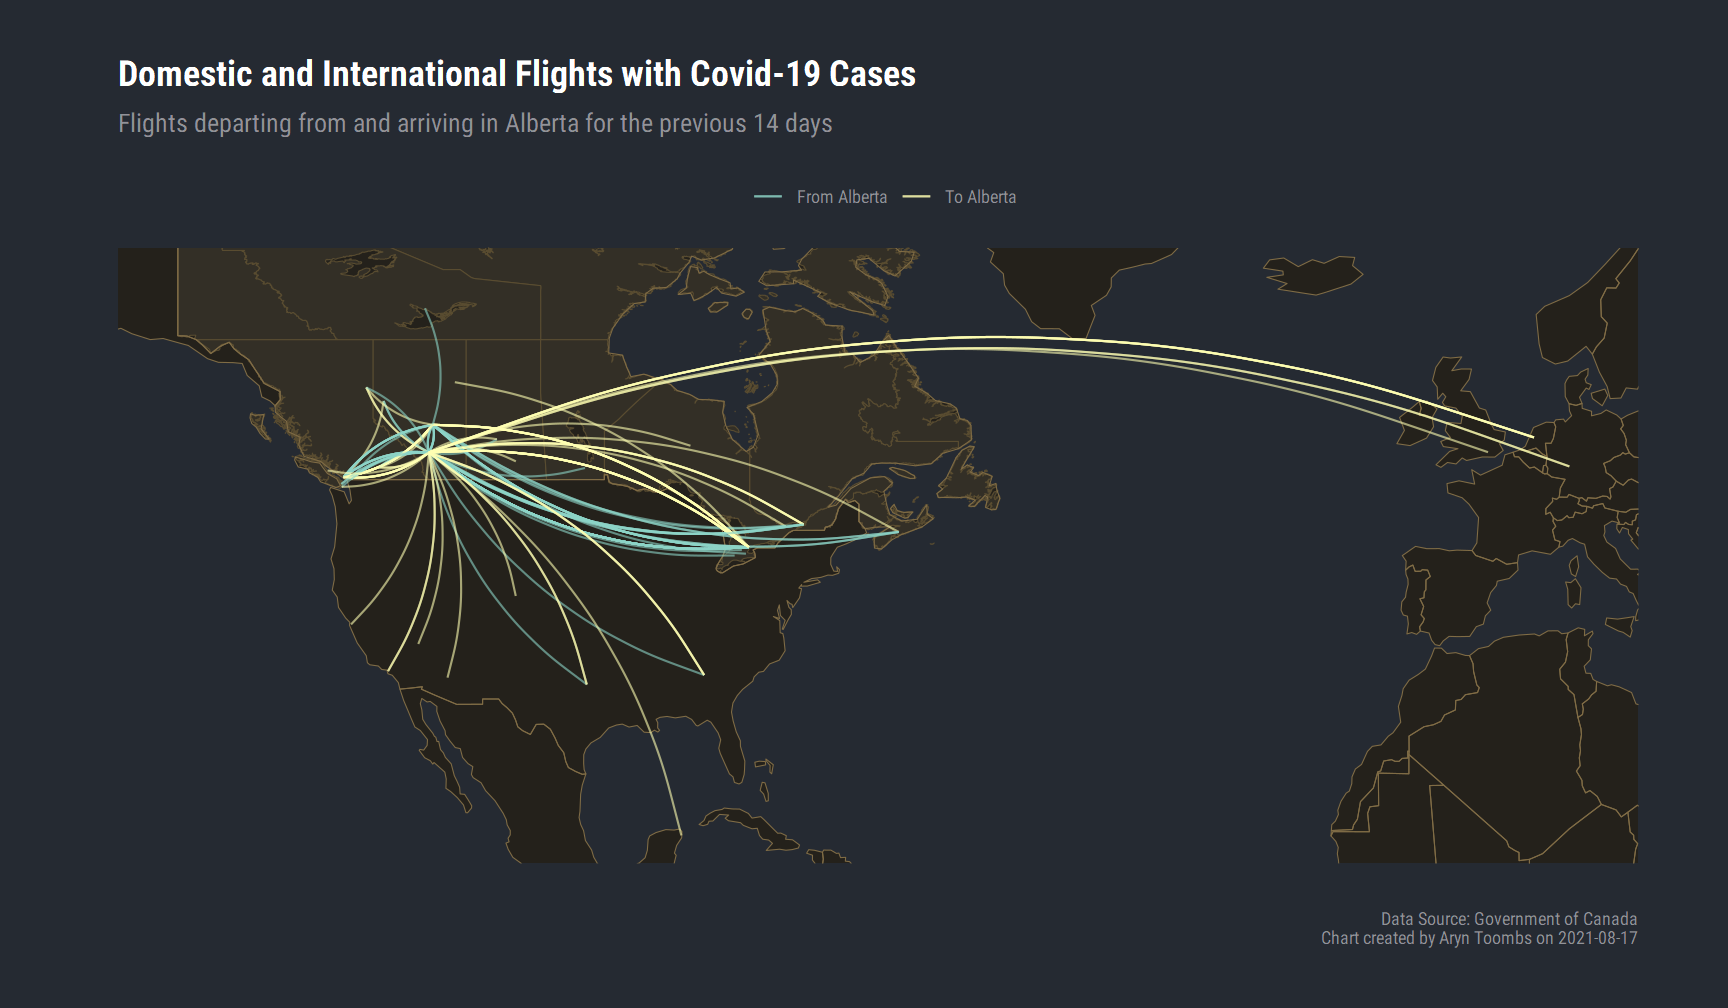 Domestic and International Flights with Covid-19 Cases
Flights departing from and arriving in Alberta for the previous 14 days
From Alberta To Alberta
Data Source: Government of Canada
Chart created by Aryn Toombs on 2021-08-17